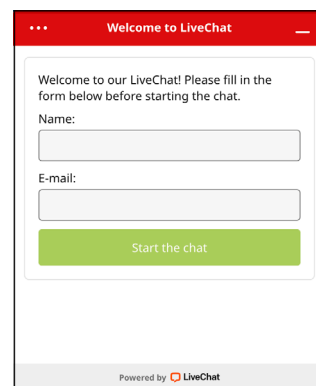 Welcome to LiveChat
Welcome to our LiveChat! Please fill in the
form below before starting the chat.
Name:
E-mail:
Start the chat
Powered by LiveChat